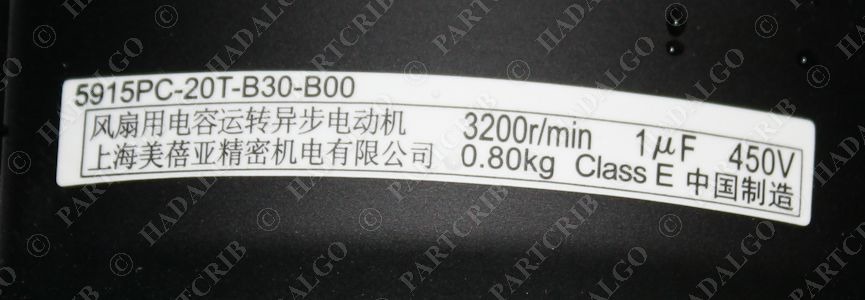 5915PC-20T-B30-B00
风扇用电容运转异步电动机 3200r/min 1μF 450V
上海美蓓亚精密机电有限公司 0.80kg Class E 中国制造
© HADALGO © PARTCRIB